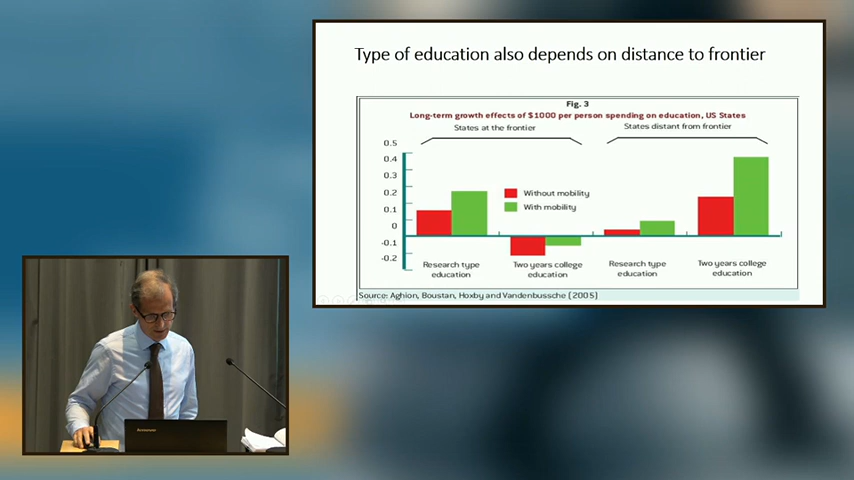 Type of education also depends on distance to frontier
Fig. 3
Long-term growth effects of $1000 per person spending on education, US States
States at the frontier
States distant from frontier
0.5
0.4
0.3
0.2
0.1
0
-0.1
-0.2
Without mobility
With mobility
Research type
education
Two years college
education
Research type
education
Two years college
education
Source: Aghion, Boustan, Hoxby and Vandenbussche (2005)
Lenovo